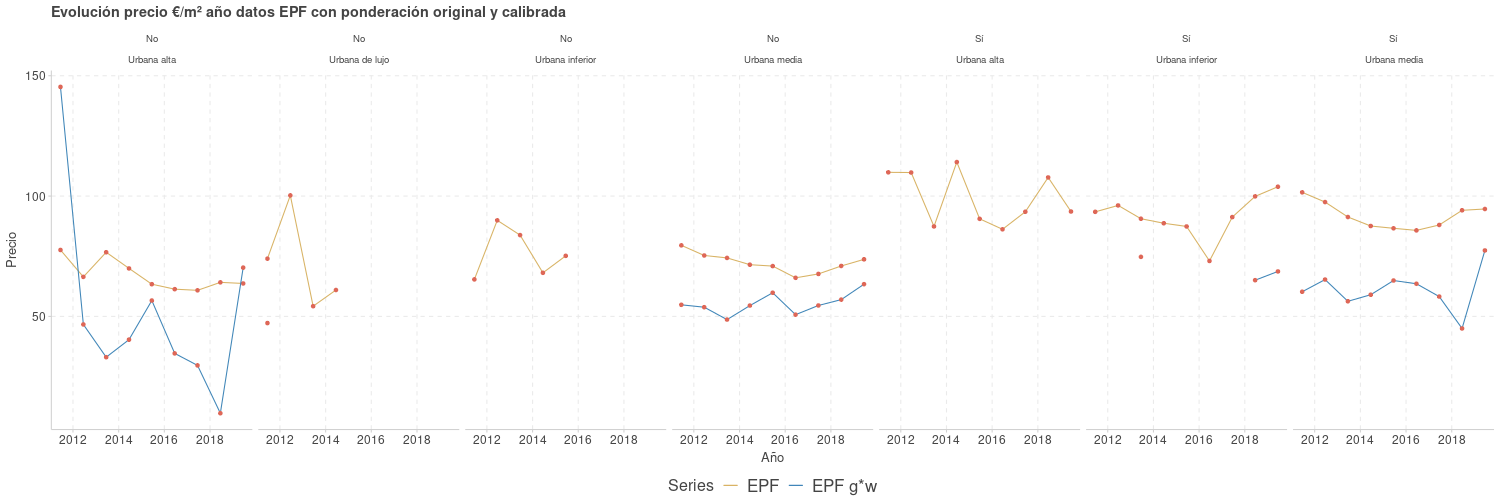 Evolución precio €/m² año datos EPF con ponderación original y calibrada
No No No No Sí Sí Sí
Urbana alta Urbana de lujo Urbana inferior Urbana media Urbana alta Urbana inferior Urbana media
150
100
50
Precio
2012 2014 2016 2018 2012 2014 2016 2018 2012 2014 2016 2018 2012 2014 2016 2018 2012 2014 2016 2018 2012 2014 2016 2018 2012 2014 2016 2018
Año
Series EPF EPF g*w